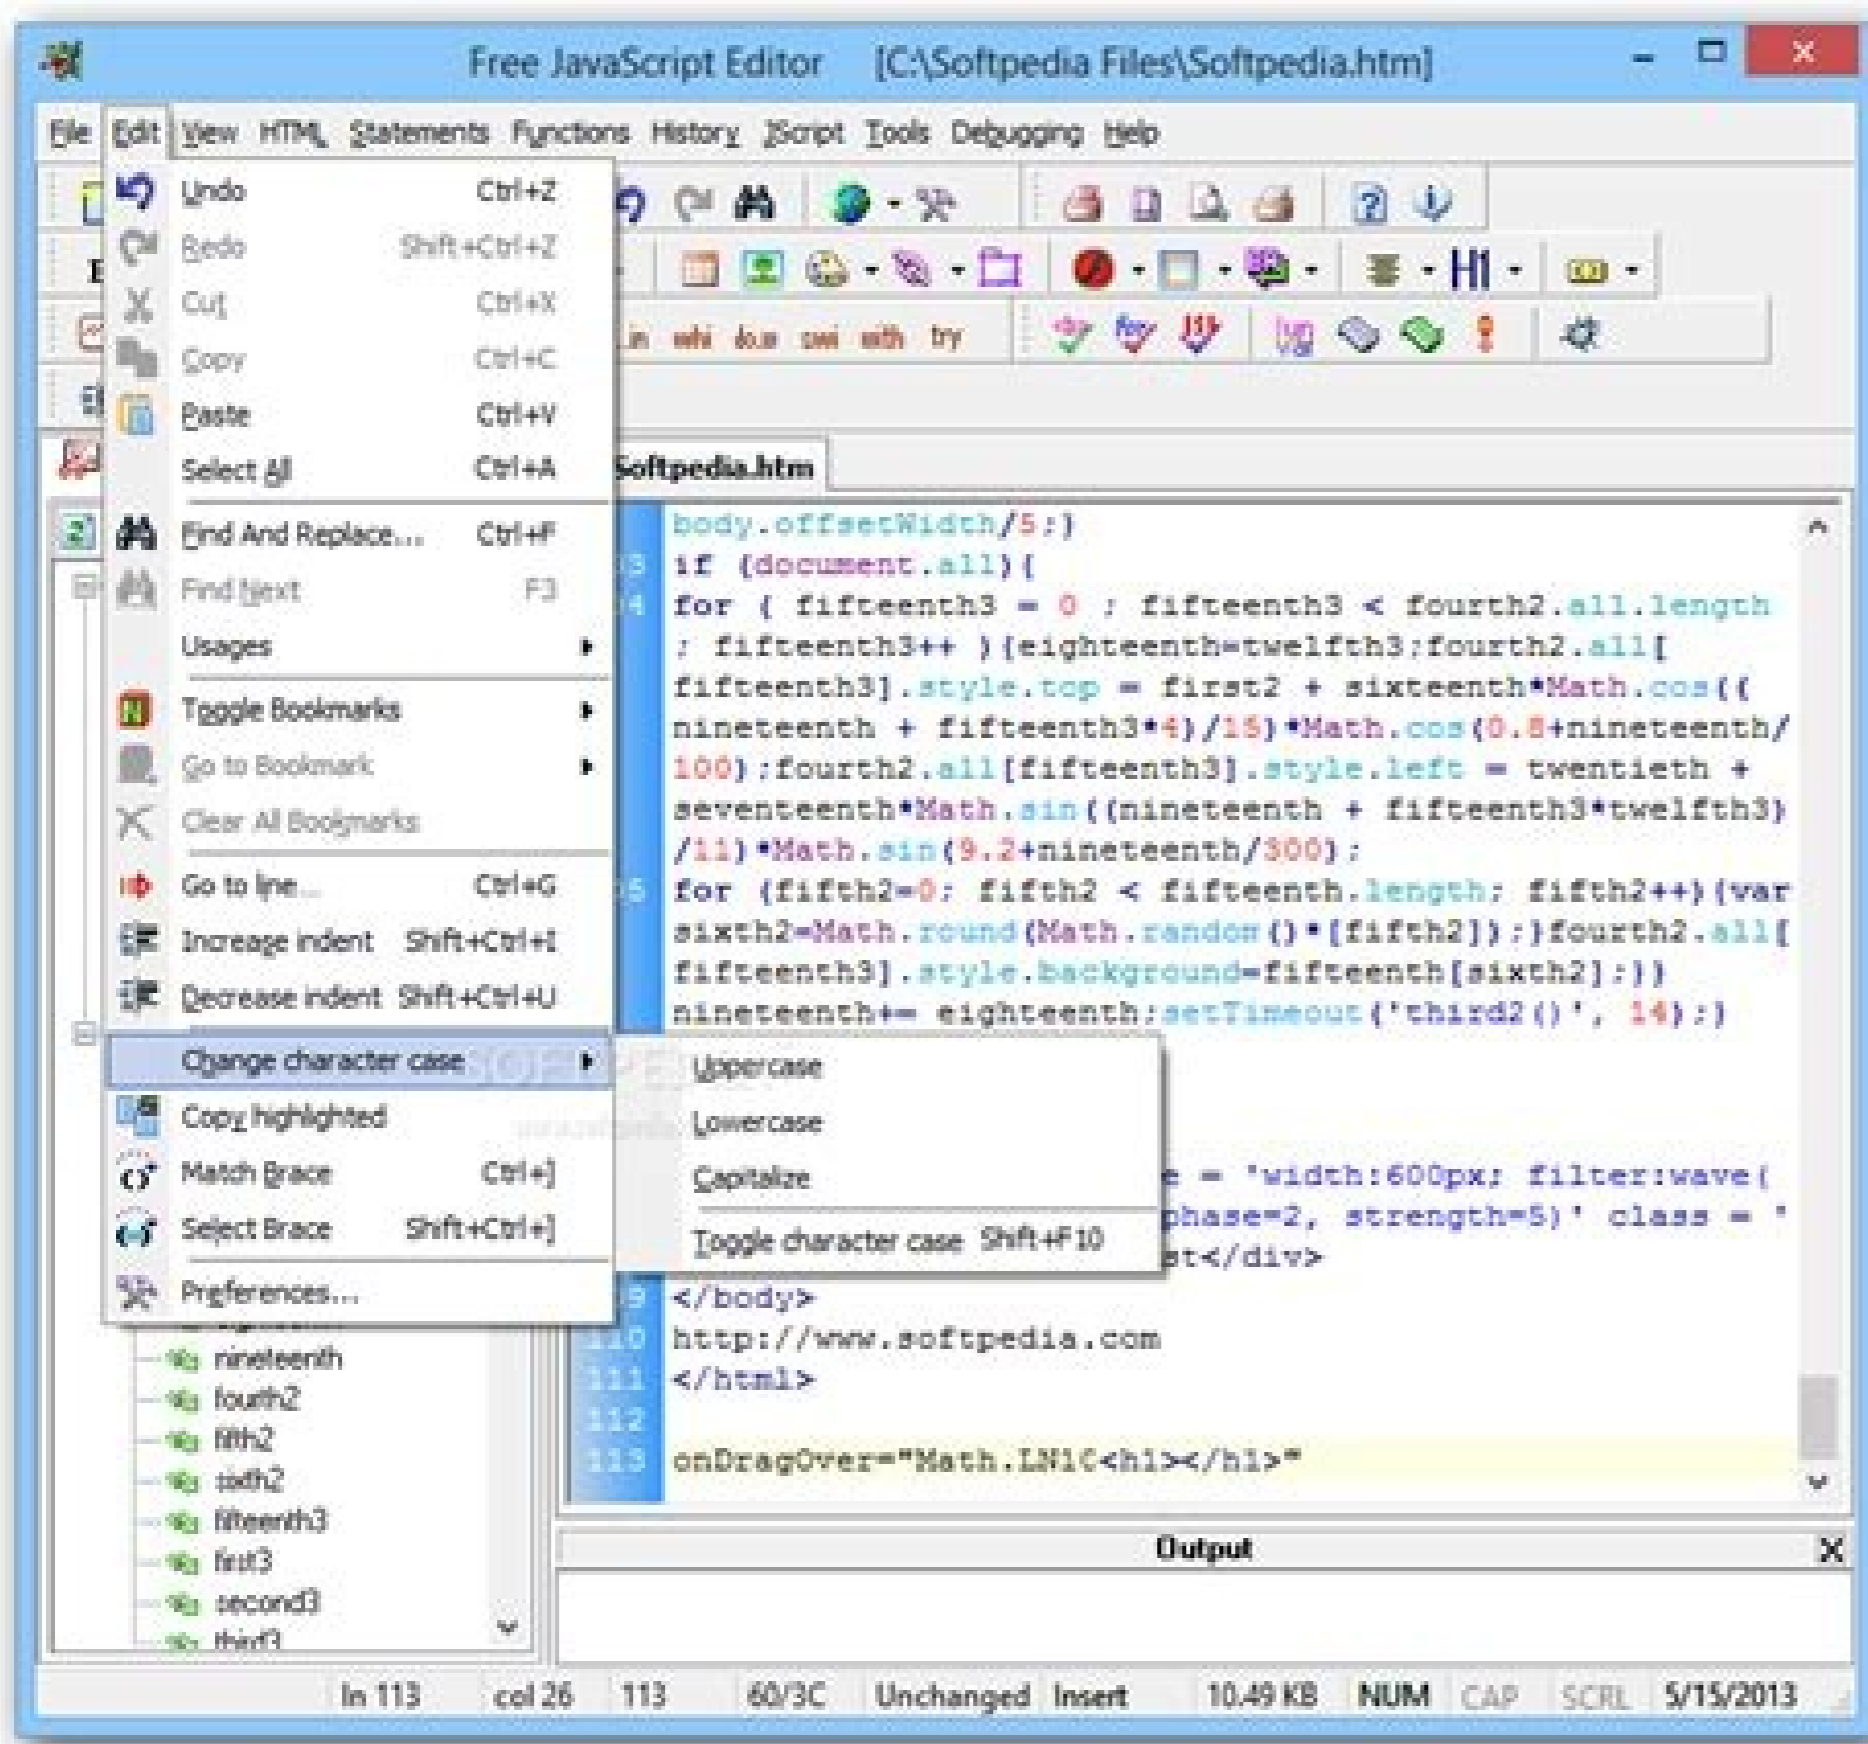 Free JavaScript Editor [C:\Softpedia Files\Softpedia.htm]
File Edit View HTML Statements Functions History JScript Tools Debugging Help
Undo Ctrl+Z
Redo Shift+Ctrl+Z
Cut Ctrl+X
Copy Ctrl+C
Paste Ctrl+V
Select All Ctrl+A
Find And Replace... Ctrl+F
Find Next F3
Usages
Toggle Bookmarks
Go to Bookmark
Clear All Bookmarks
Go to line... Ctrl+G
Increase indent Shift+Ctrl+I
Decrease indent Shift+Ctrl+U
Change character case
Copy highlighted
Match Brace Ctrl+]
Select Brace Shift+Ctrl+]
Preferences...
Uppercase
Lowercase
Capitalize
Toggle character case Shift+F10
H1
in whi do.w swi with try
Softpedia.htm
body.offsetWidth/5;}
if (document.all){
for ( fifteenth3 = 0 ; fifteenth3 < fourth2.all.length
; fifteenth3++ ){eighteenth=twelfth3;fourth2.all[
fifteenth3].style.top = first2 + sixteenth*Math.cos((
nineteenth + fifteenth3*4)/15)*Math.cos(0.8+nineteenth/
100);fourth2.all[fifteenth3].style.left = twentieth +
seventeenth*Math.sin((nineteenth + fifteenth3*twelfth3)
/11)*Math.sin(9.2+nineteenth/300);
for (fifth2=0; fifth2 < fifteenth.length; fifth2++){var
sixth2=Math.round(Math.random()*[fifth2]);}fourth2.all[
fifteenth3].style.background=fifteenth[sixth2];}}
nineteenth+= eighteenth;setTimeout('third2()', 14);}
e = 'width:600px; filter:wave(
phase=2, strength=5)' class = '
st</div>
</body>
110 http://www.softpedia.com
111 </html>
112
113 onDragOver="Math.LN10<h1></h1>"
nineteenth
fourth2
fifth2
sixth2
fifteenth3
first3
second3
third3
Output
ln 113 col 26 113 60/3C Unchanged Insert 10.49 KB NUM CAP SCRL 5/15/2013